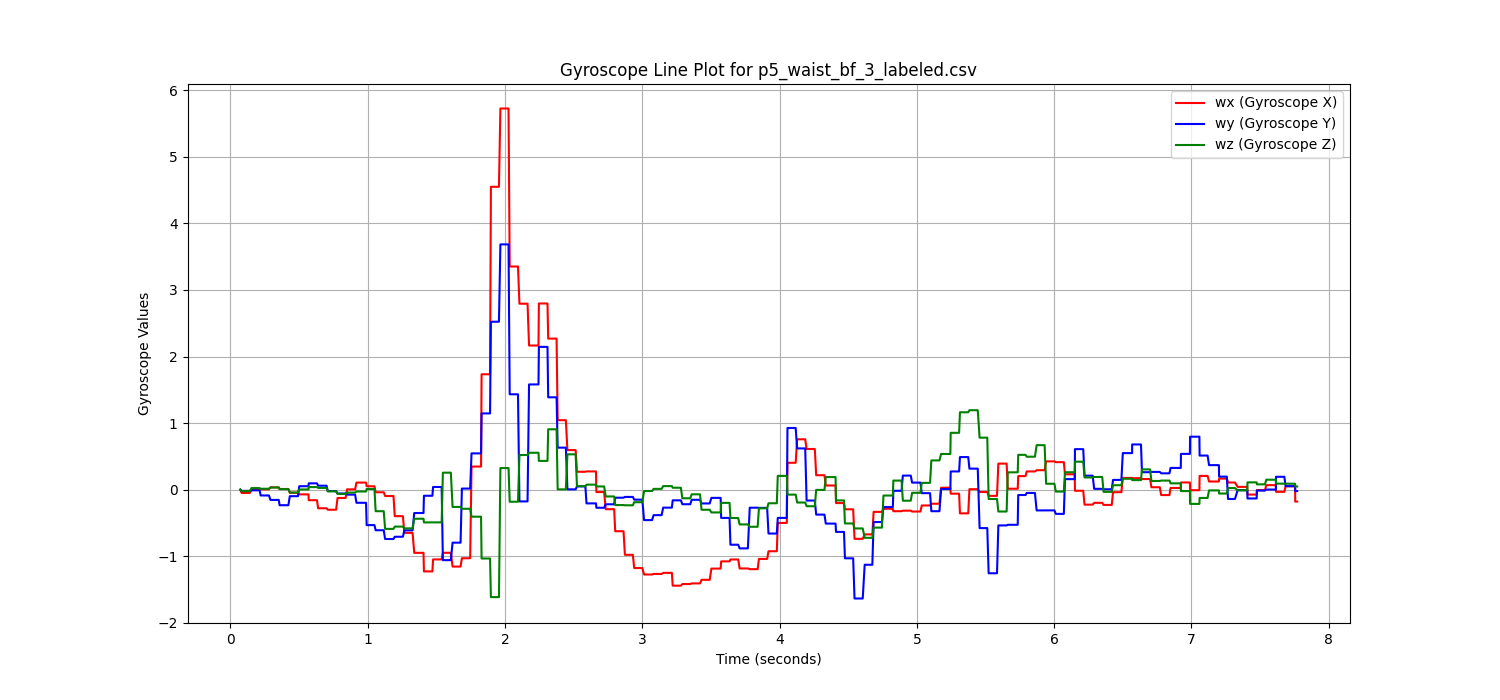 Gyroscope Line Plot for p5_waist_bf_3_labeled.csv
wx (Gyroscope X)
wy (Gyroscope Y)
wz (Gyroscope Z)
Gyroscope Values
6
5
4
3
2
1
0
−1
−2
0 1 2 3 4 5 6 7 8
Time (seconds)